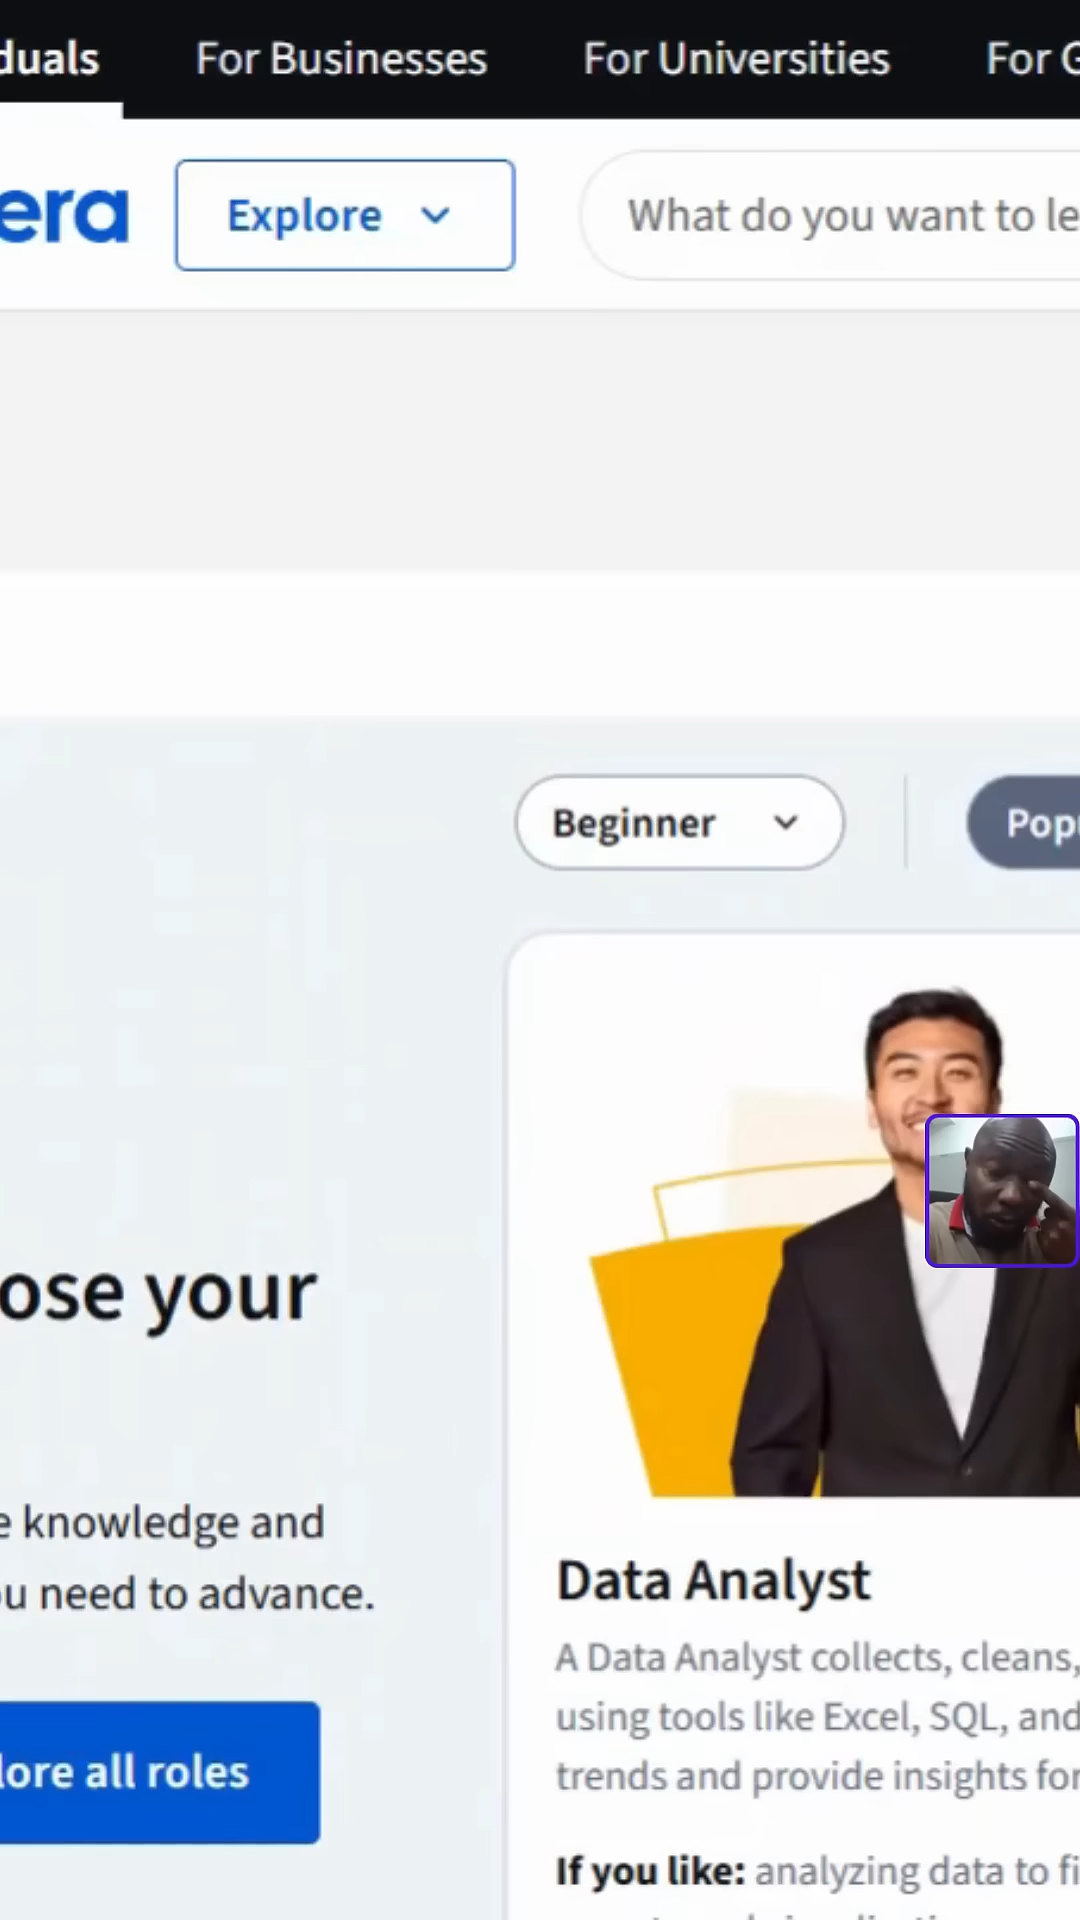 duals For Businesses For Universities For G
era Explore What do you want to le
Beginner Popu
ose your
e knowledge and
ou need to advance.
lore all roles
Data Analyst
A Data Analyst collects, cleans,
using tools like Excel, SQL, and
trends and provide insights for
If you like: analyzing data to fi